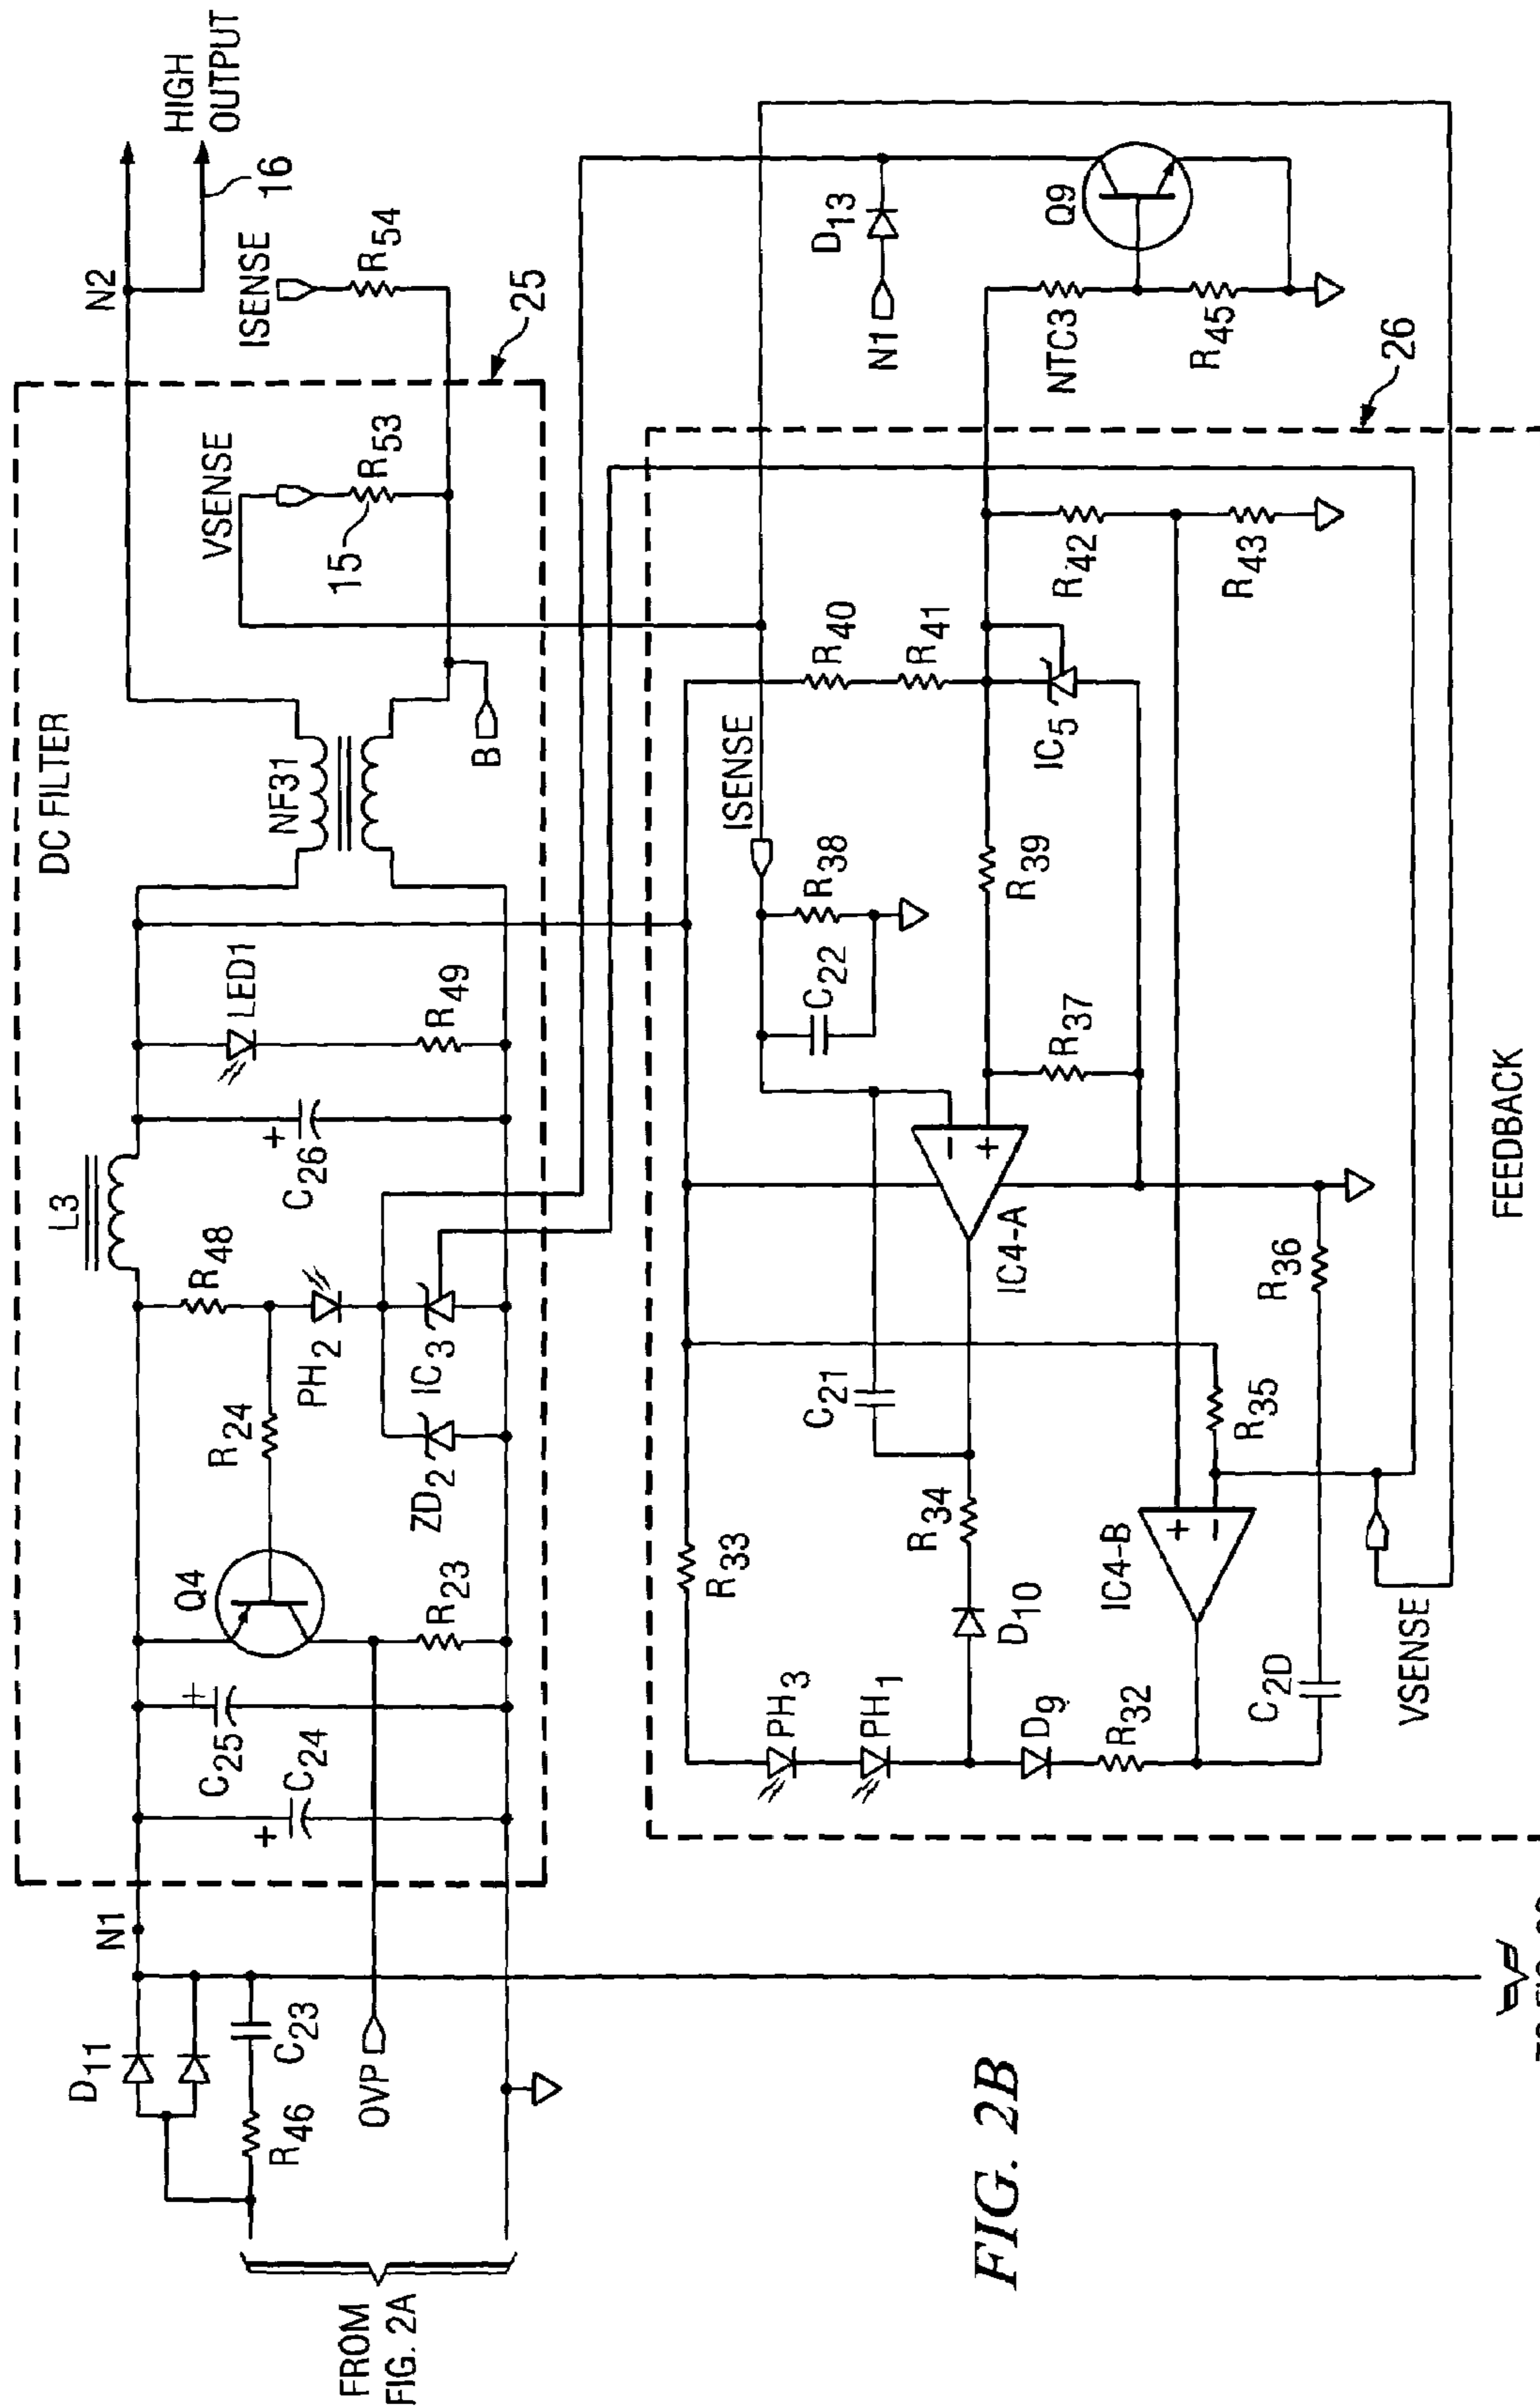 DC FILTER
L3
NF31
N2
HIGH
OUTPUT
16
ISENSE
R54
25
VSENSE
R53
15
B
LED1
R49
C26
R48
PH2
IC3
ZD2
R24
Q4
R23
C25
C24
N1
D11
C23
R46
OVP
FROM
FIG. 2A
D13
N1
Q9
NTC3
R45
26
R42
R43
R40
R41
IC5
ISENSE
R38
C22
R39
R37
IC4-A
C21
R36
R35
R33
R34
D10
IC4-B
PH3
PH1
D9
R32
C2D
VSENSE
FEEDBACK
FIG. 2B